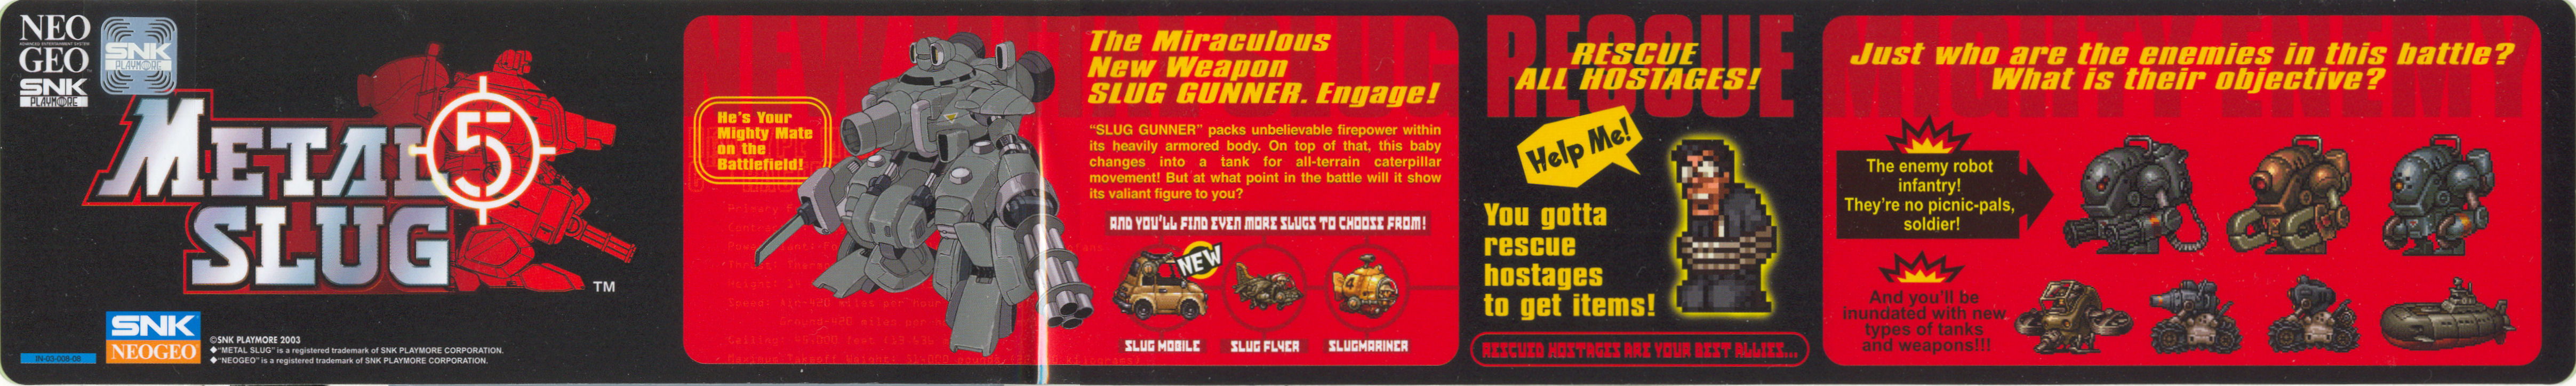 NEO
GEO
SNK
PLAYMORE
SNK
PLAYMORE
METAL
SLUG
5
TM
IN-03-008-08
SNK
NEOGEO
©SNK PLAYMORE 2003
◆"METAL SLUG" is a registered trademark of SNK PLAYMORE CORPORATION.
◆"NEOGEO" is a registered trademark of SNK PLAYMORE CORPORATION.
He's Your
Mighty Mate
on the
Battlefield!
The Miraculous
New Weapon
SLUG GUNNER. Engage!
"SLUG GUNNER" packs unbelievable firepower within
its heavily armored body. On top of that, this baby
changes into a tank for all-terrain caterpillar
movement! But at what point in the battle will it show
its valiant figure to you?
AND YOU'LL FIND EVEN MORE SLUGS TO CHOOSE FROM!
NEW
SLUG MOBILE
SLUG FLYER
SLUGMARINER
RESCUE
RESCUE
ALL HOSTAGES!
Help Me!
You gotta
rescue
hostages
to get items!
RESCUED HOSTAGES ARE YOUR BEST ALLIES...
MIGHTY ENEMY
Just who are the enemies in this battle?
What is their objective?
The enemy robot
infantry!
They're no picnic-pals,
soldier!
And you'll be
inundated with new
types of tanks
and weapons!!!